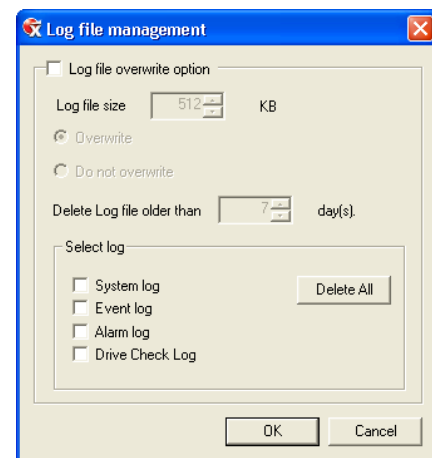 Log file management
Log file overwrite option
Log file size 512 KB
Overwrite
Do not overwrite
Delete Log file older than 7 day(s).
Select log
System log Delete All
Event log
Alarm log
Drive Check Log
OK Cancel